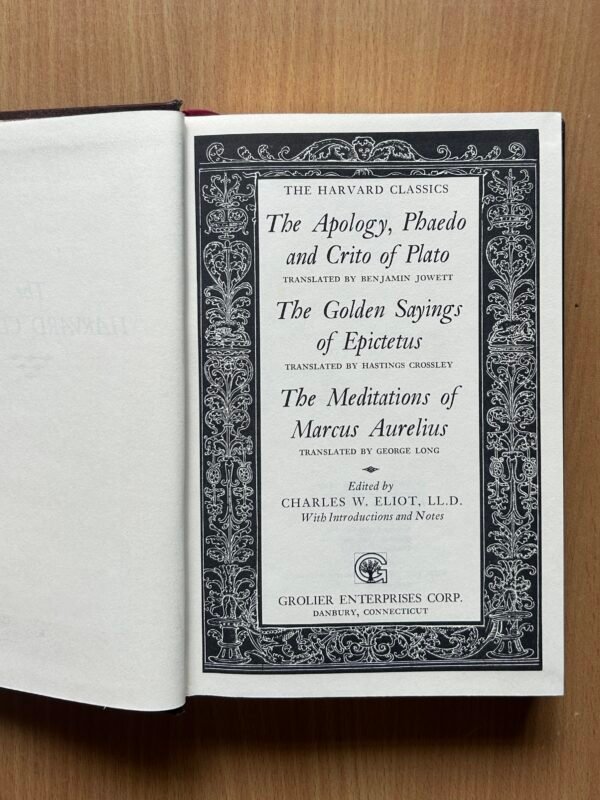 THE HARVARD CLASSICS
The Apology, Phaedo
and Crito of Plato
TRANSLATED BY BENJAMIN JOWETT
The Golden Sayings
of Epictetus
TRANSLATED BY HASTINGS CROSSLEY
The Meditations of
Marcus Aurelius
TRANSLATED BY GEORGE LONG
Edited by
CHARLES W. ELIOT, LL.D.
With Introductions and Notes
G
GROLIER ENTERPRISES CORP.
DANBURY, CONNECTICUT